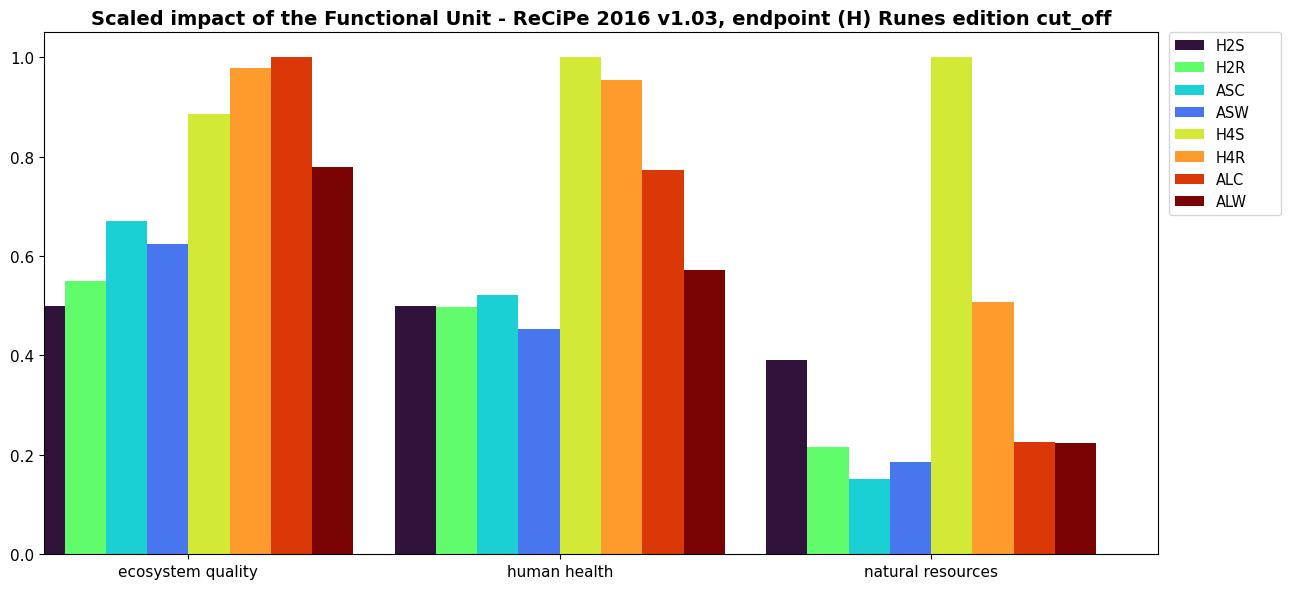 Scaled impact of the Functional Unit - ReCiPe 2016 v1.03, endpoint (H) Runes edition cut_off
1.0
0.8
0.6
0.4
0.2
0.0
ecosystem quality
human health
natural resources
H2S
H2R
ASC
ASW
H4S
H4R
ALC
ALW